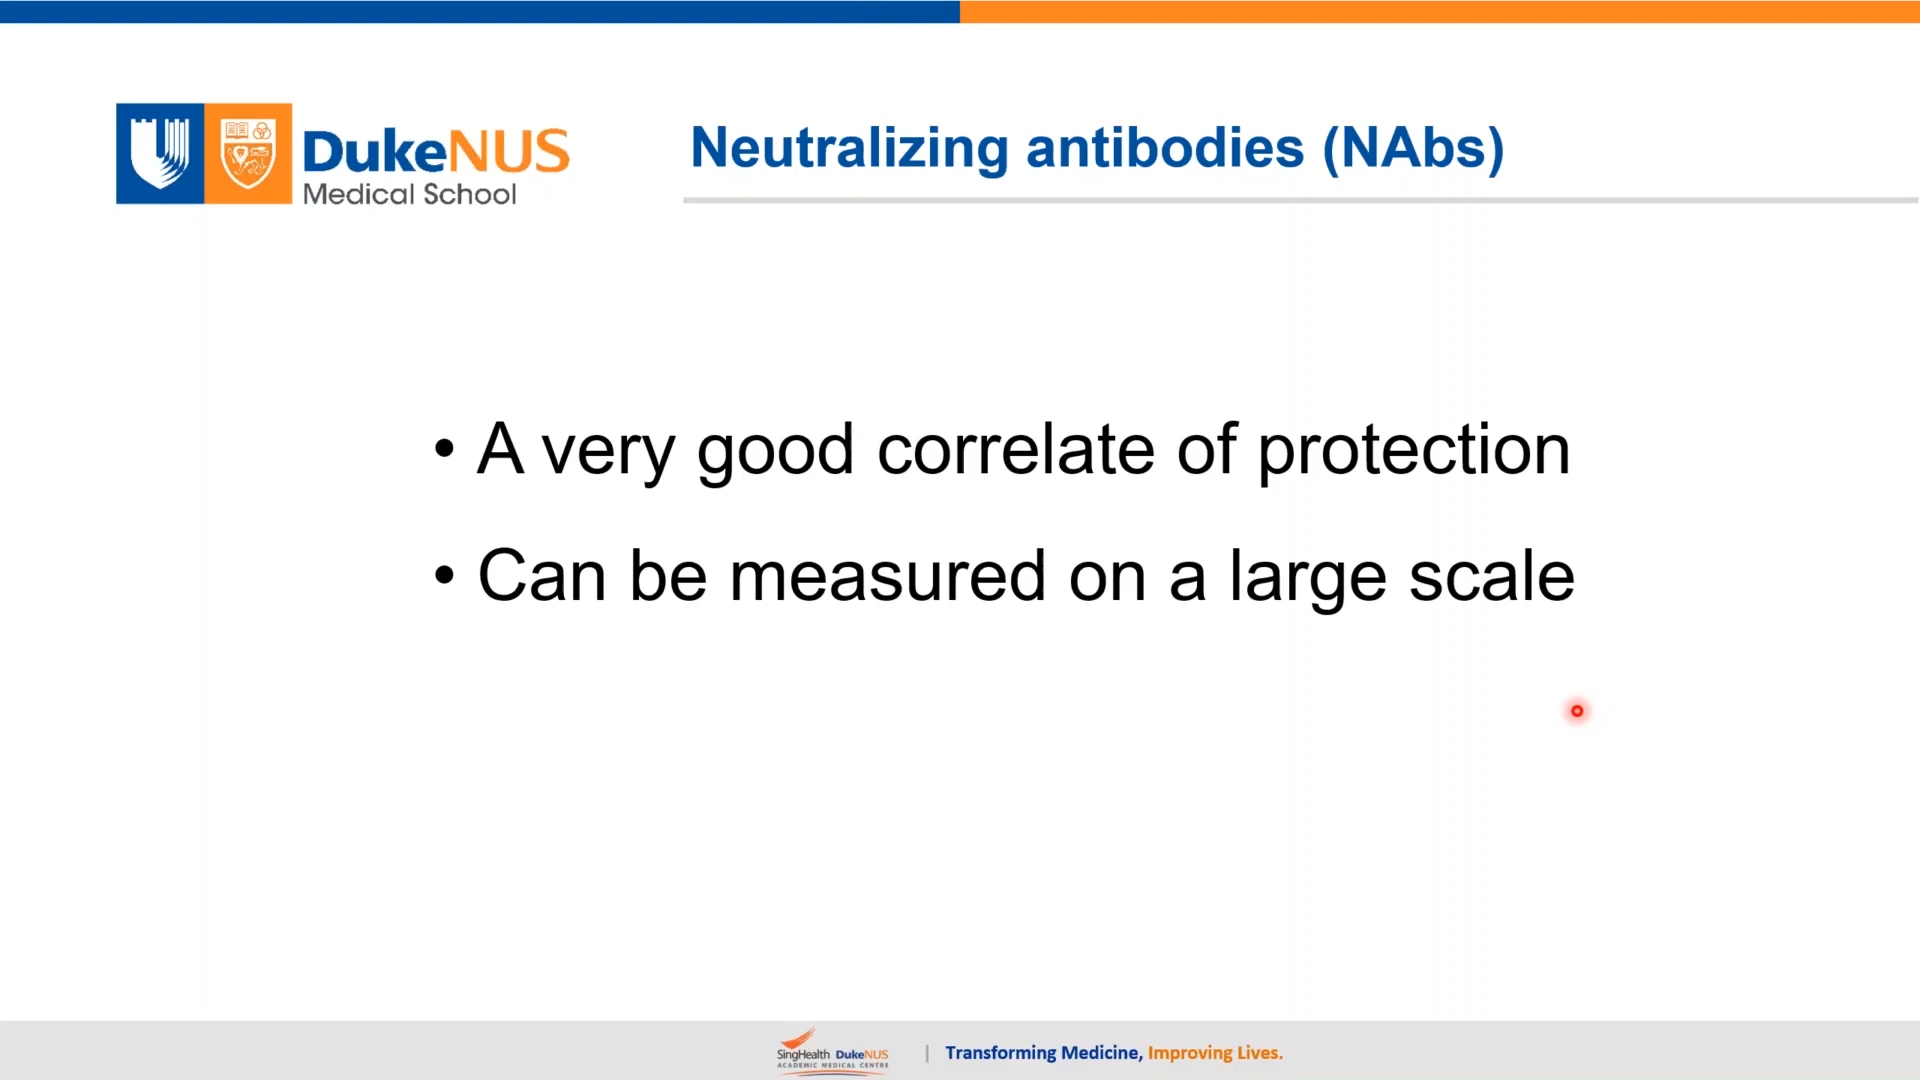 DukeNUS
Medical School
Neutralizing antibodies (NAbs)
• A very good correlate of protection
• Can be measured on a large scale
SingHealth DukeNUS
ACADEMIC MEDICAL CENTRE
| Transforming Medicine, Improving Lives.